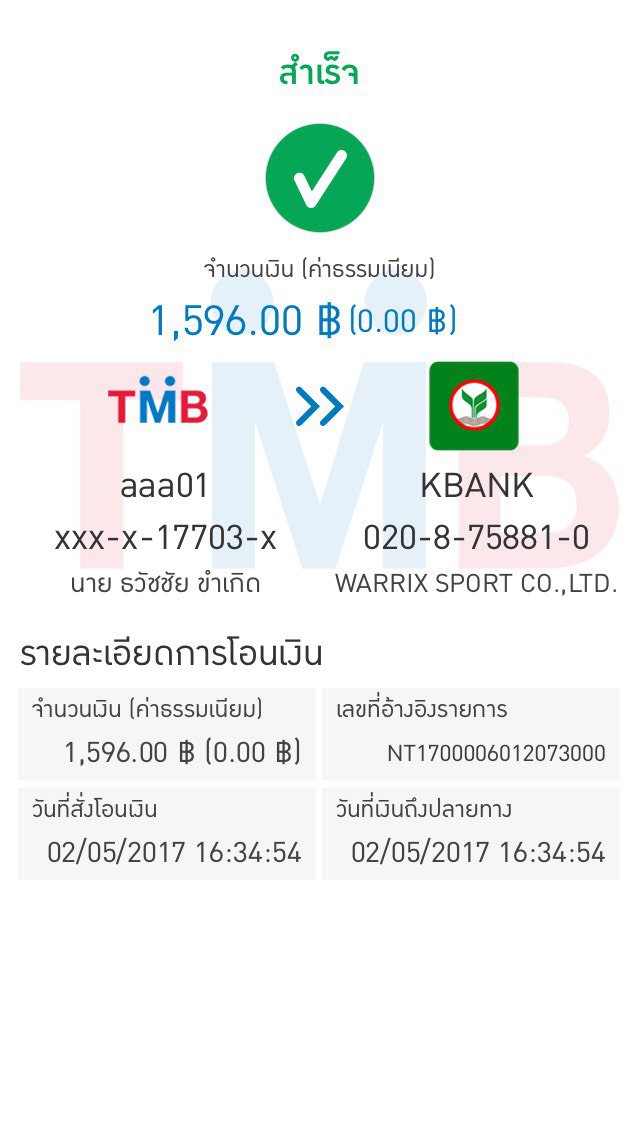 สำเร็จ
จำนวนเงิน (ค่าธรรมเนียม)
1,596.00 ฿ (0.00 ฿)
TMB
TMB
aaa01
KBANK
xxx-x-17703-x
020-8-75881-0
นาย ธวัชชัย ขำเกิด
WARRIX SPORT CO.,LTD.
รายละเอียดการโอนเงิน
จำนวนเงิน (ค่าธรรมเนียม)
1,596.00 ฿ (0.00 ฿)
เลขที่อ้างอิงรายการ
NT1700006012073000
วันที่สั่งโอนเงิน
02/05/2017 16:34:54
วันที่เงินถึงปลายทาง
02/05/2017 16:34:54